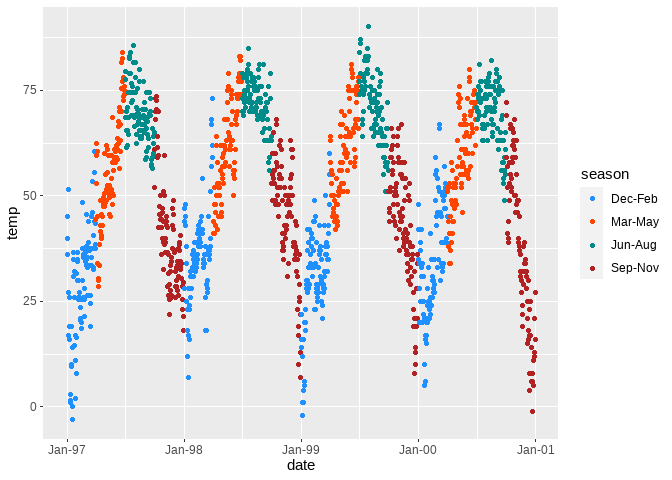 temp
75
50
25
0
Jan-97 Jan-98 Jan-99 Jan-00 Jan-01
date
season
Dec-Feb
Mar-May
Jun-Aug
Sep-Nov